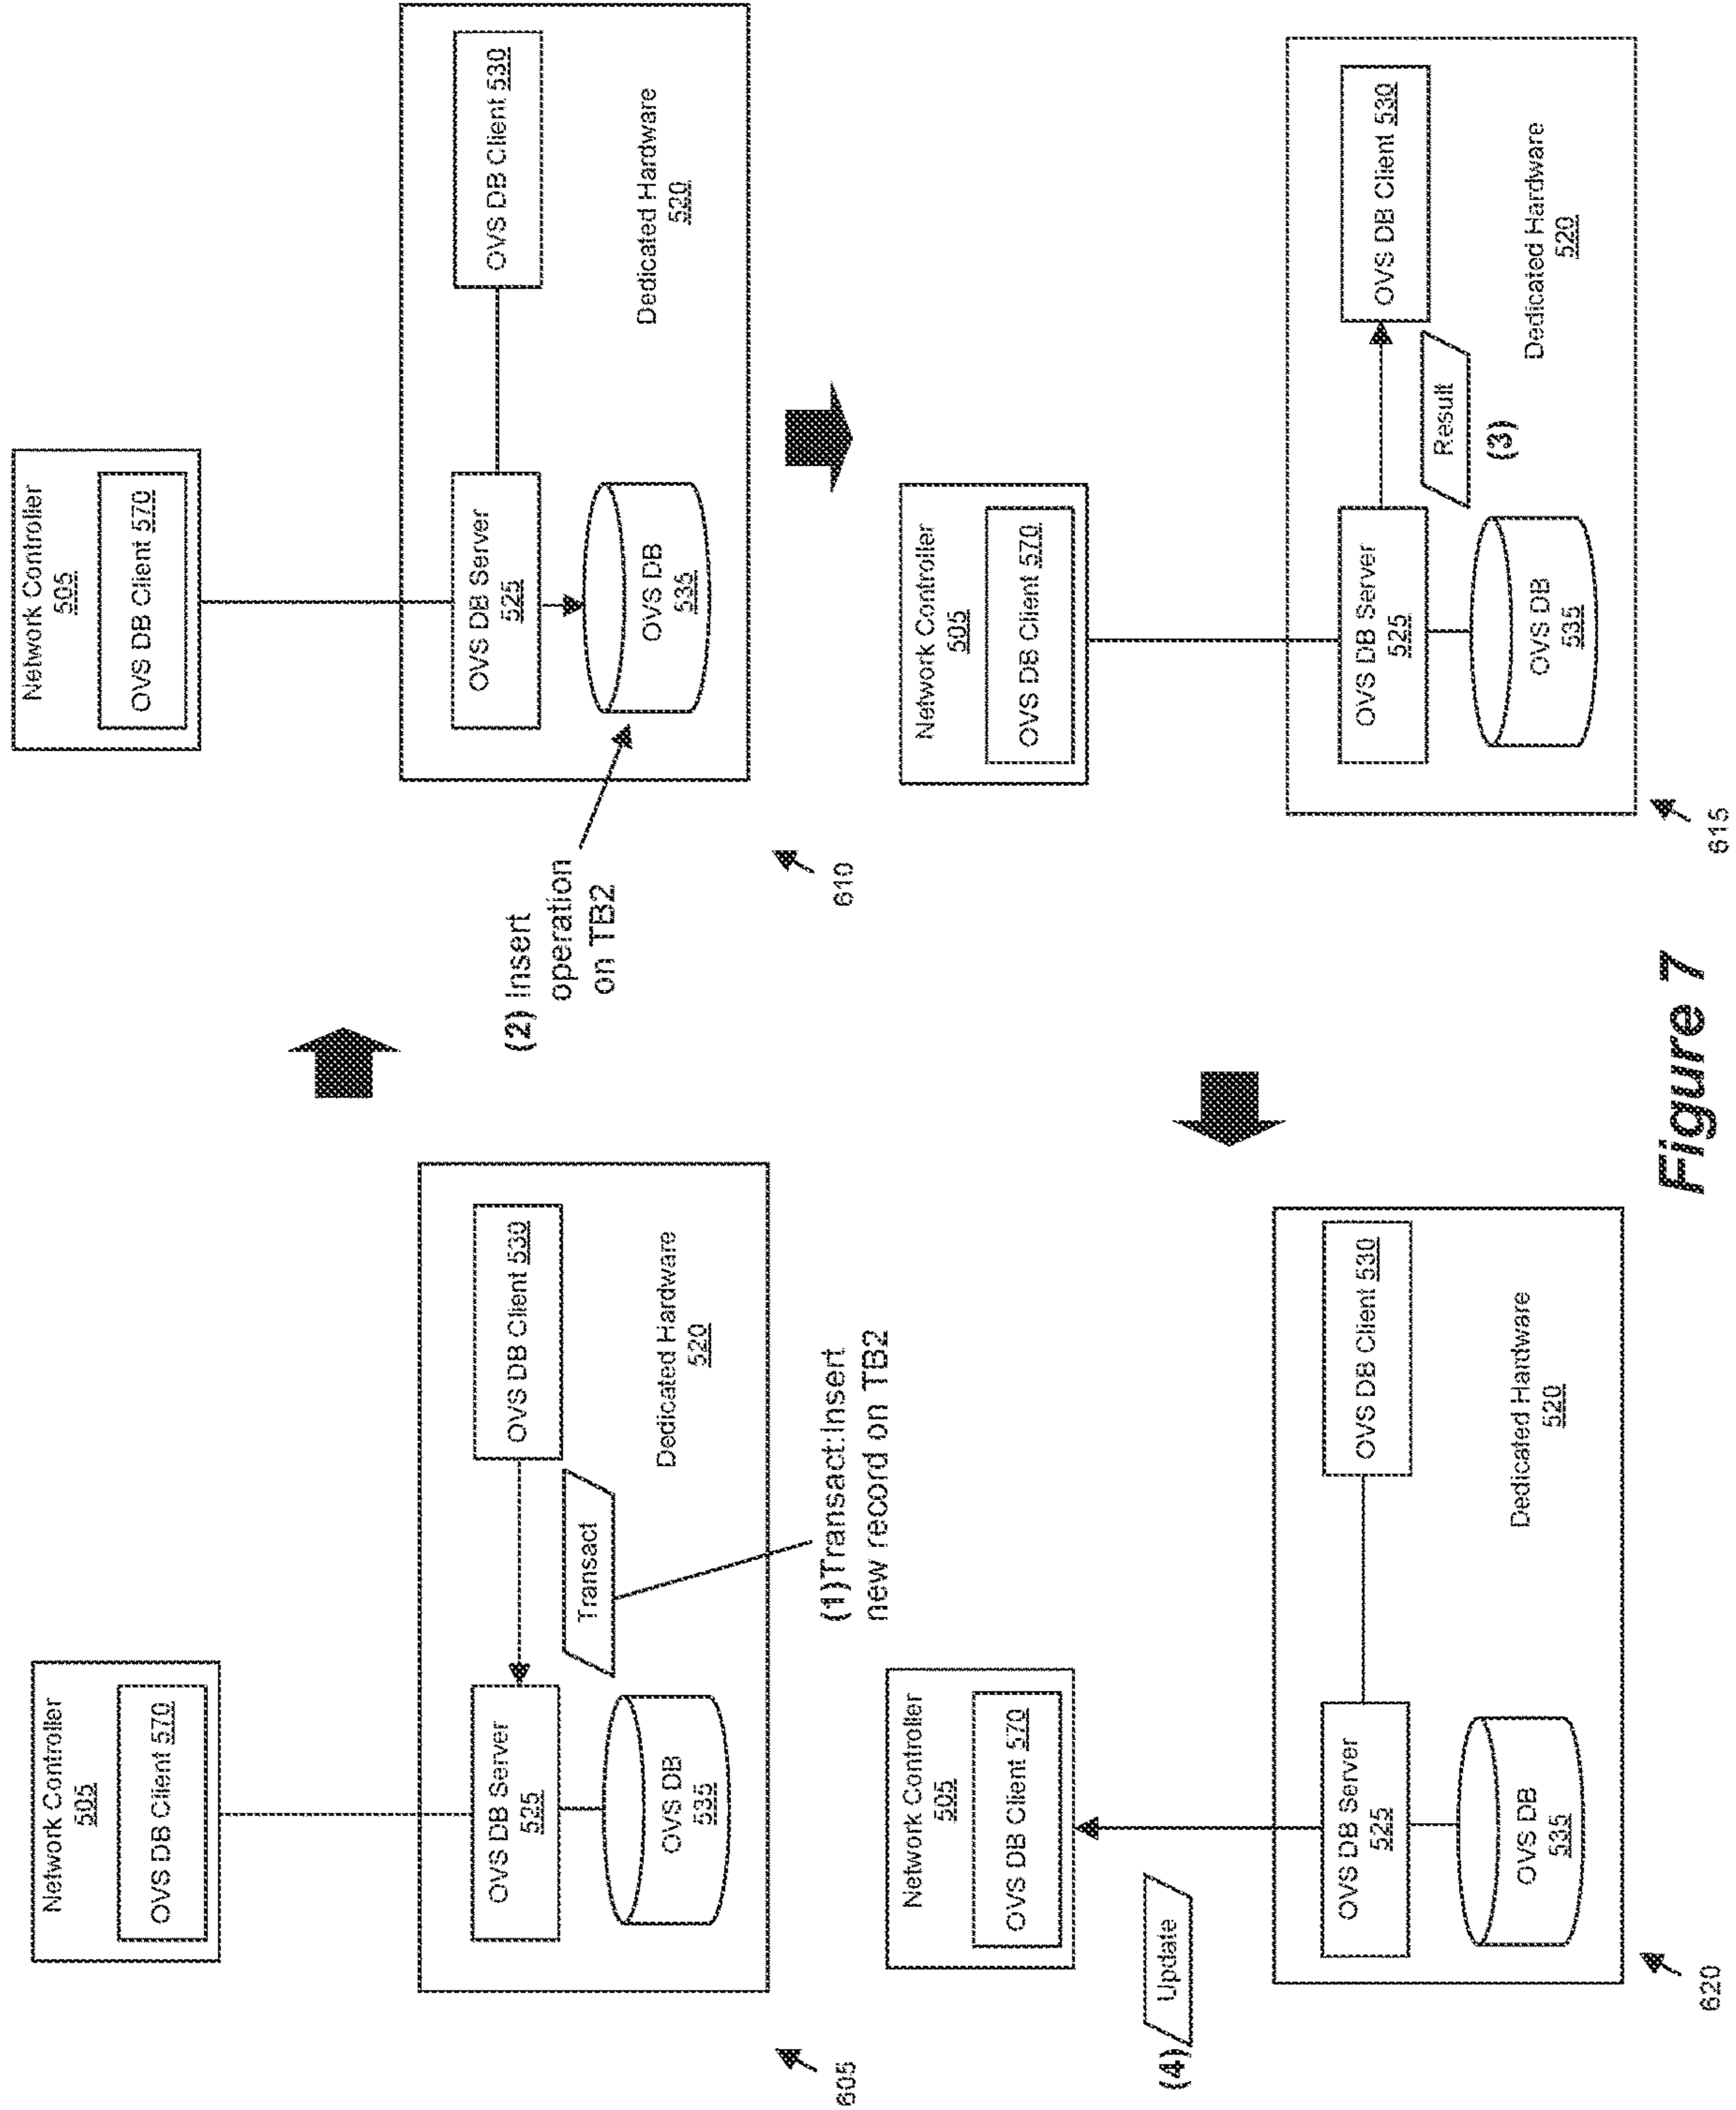 Network Controller
505
OVS DB Client 570
OVS DB Server
525
OVS DB Client 530
OVS DB
535
Transact
Dedicated Hardware
520
(1)Transact:Insert
new record on TB2
605
Network Controller
505
OVS DB Client 570
OVS DB Server
525
OVS DB Client 530
OVS DB
535
Dedicated Hardware
520
(2) Insert
operation
on TB2
610
Network Controller
505
OVS DB Client 570
OVS DB Server
525
OVS DB Client 530
OVS DB
535
Result
(3)
Dedicated Hardware
520
615
Network Controller
505
OVS DB Client 570
(4)
Update
OVS DB Server
525
OVS DB Client 530
OVS DB
535
Dedicated Hardware
520
620
Figure 7